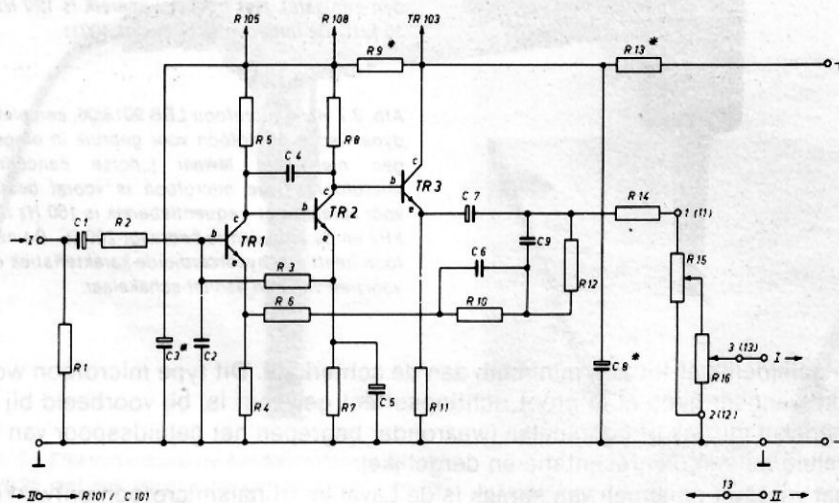 R105
R108
TR103
R9*
R13*
R5
R8
C4
b
c
TR3
b
c
TR2
e
C7
R14
1 (11)
C1
R2
b
c
TR1
e
e
C6
C9
R12
R15
R3
R6
R10
3 (13)
I
I
R1
C3*
C2
R4
R7
C5
R11
C8*
R16
2 (12)
II
R101 / C101
13
II